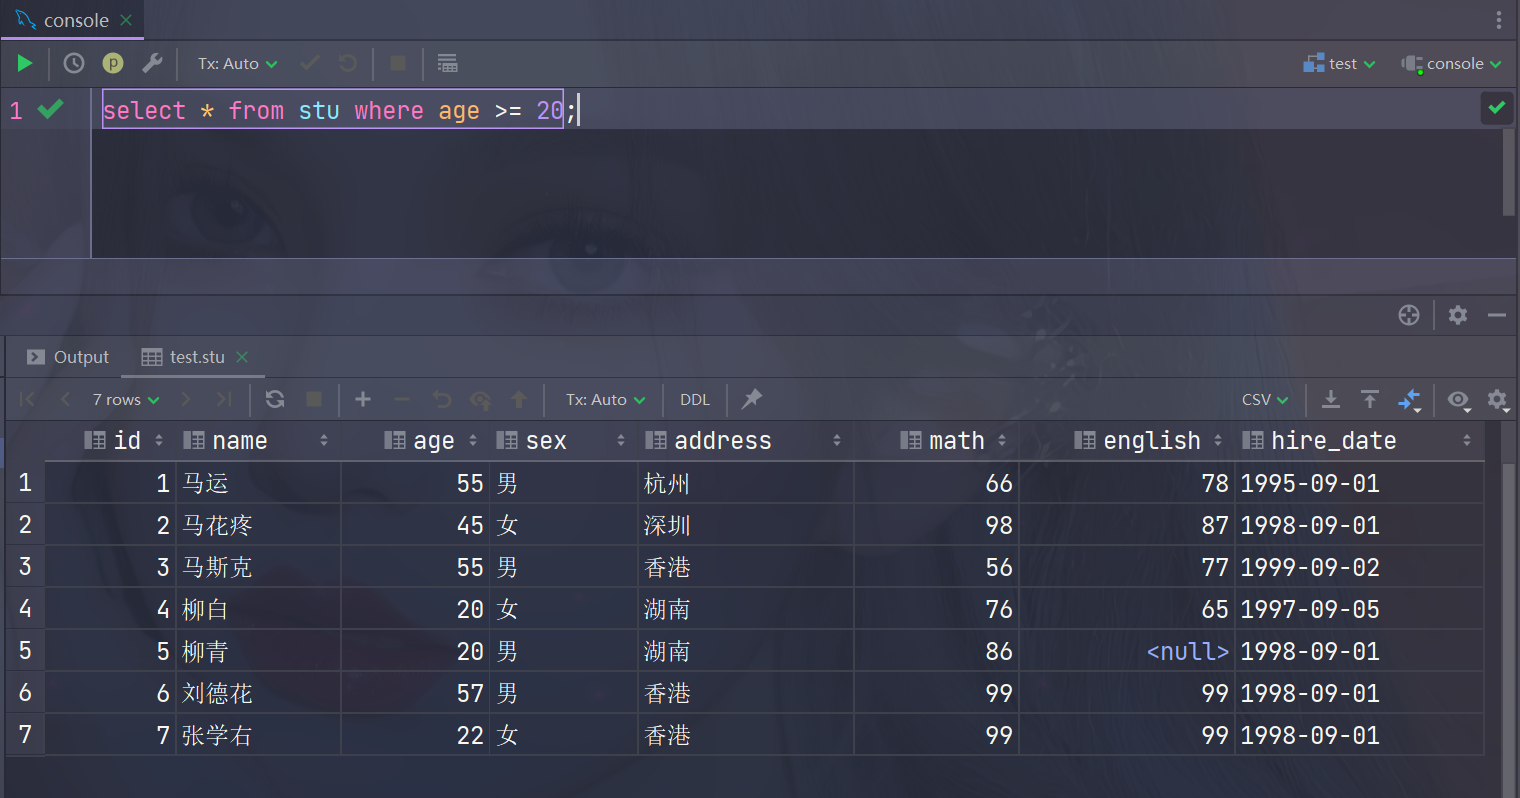 console
Tx: Auto
test
console
1 select * from stu where age >= 20;
Output
test.stu
7 rows
Tx: Auto
DDL
CSV
id name age sex address math english hire_date
1 1 马运 55 男 杭州 66 78 1995-09-01
2 2 马花疼 45 女 深圳 98 87 1998-09-01
3 3 马斯克 55 男 香港 56 77 1999-09-02
4 4 柳白 20 女 湖南 76 65 1997-09-05
5 5 柳青 20 男 湖南 86 <null> 1998-09-01
6 6 刘德花 57 男 香港 99 99 1998-09-01
7 7 张学右 22 女 香港 99 99 1998-09-01